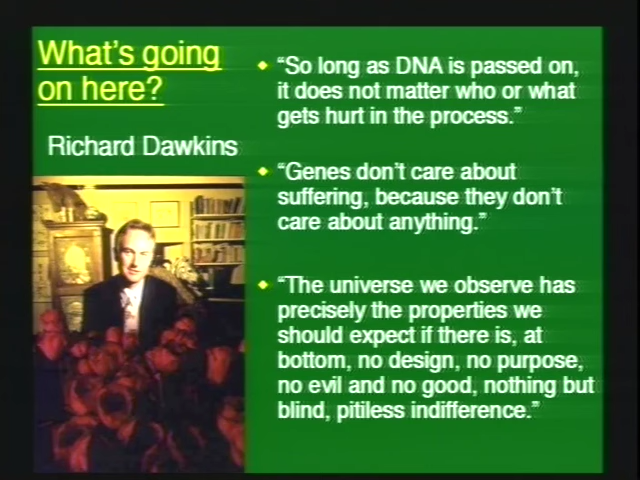 What's going
on here?
Richard Dawkins
“So long as DNA is passed on,
it does not matter who or what
gets hurt in the process.”
“Genes don't care about
suffering, because they don't
care about anything.”
“The universe we observe has
precisely the properties we
should expect if there is, at
bottom, no design, no purpose,
no evil and no good, nothing but
blind, pitiless indifference.”